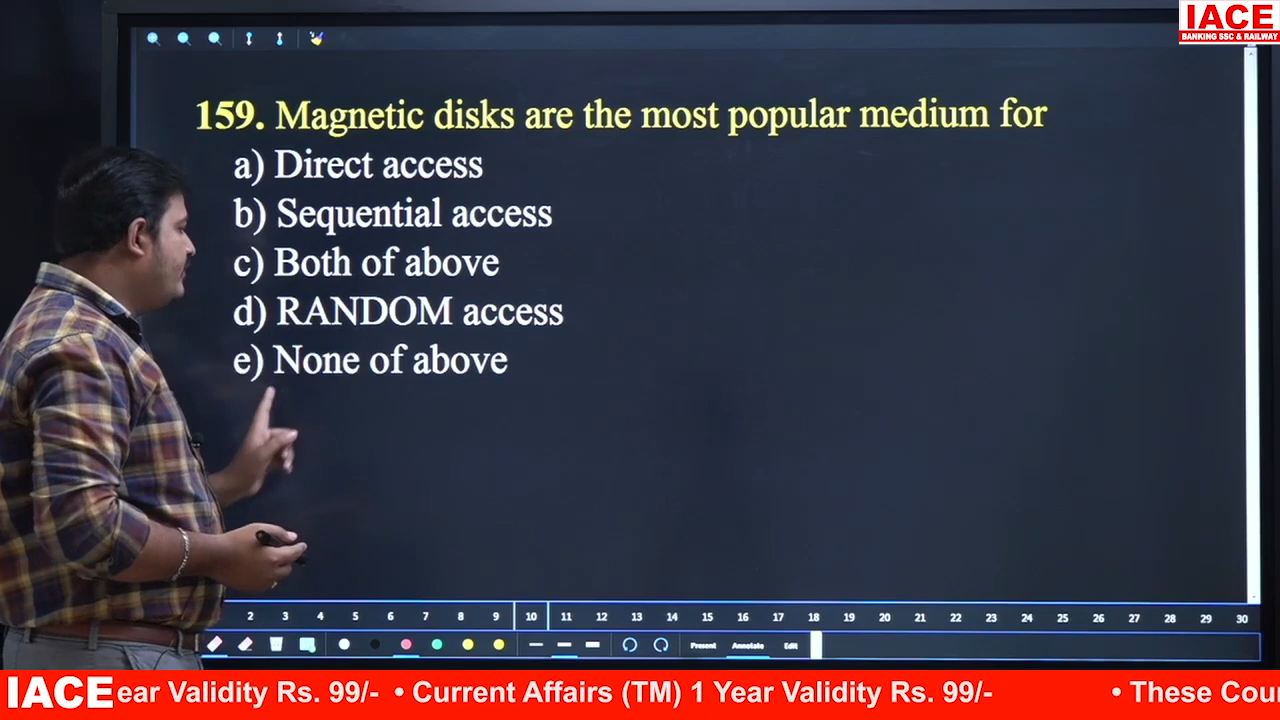 IACE
BANKING SSC & RAILWAY
159. Magnetic disks are the most popular medium for
a) Direct access
b) Sequential access
c) Both of above
d) RANDOM access
e) None of above
2 3 4 5 6 7 8 9 10 11 12 13 14 15 16 17 18 19 20 21 22 23 24 25 26 27 28 29 30
Present Annotate Edit
IACE ear Validity Rs. 99/- • Current Affairs (TM) 1 Year Validity Rs. 99/- • These Cour